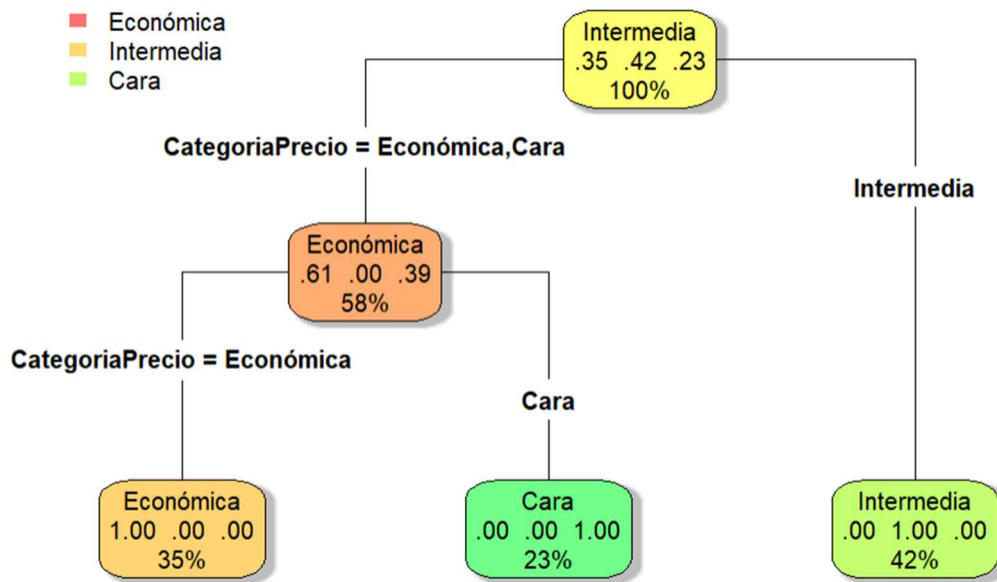 Económica
Intermedia
Cara
Intermedia
.35 .42 .23
100%
CategoriaPrecio = Económica,Cara
Intermedia
Económica
.61 .00 .39
58%
CategoriaPrecio = Económica
Cara
Económica
1.00 .00 .00
35%
Cara
.00 .00 1.00
23%
Intermedia
.00 1.00 .00
42%